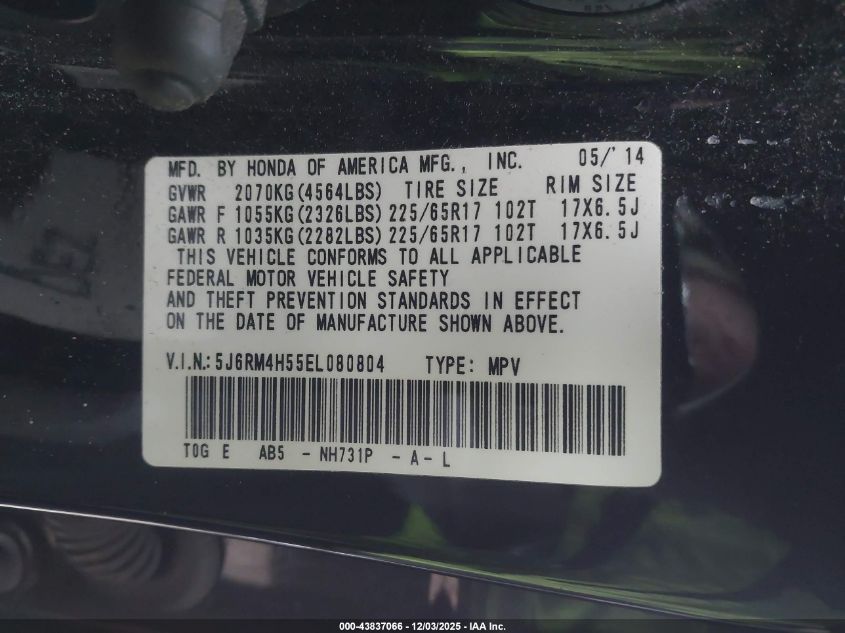 MFD. BY HONDA OF AMERICA MFG., INC. 05/'14
GVWR 2070KG(4564LBS) TIRE SIZE RIM SIZE
GAWR F 1055KG(2326LBS) 225/65R17 102T 17X6.5J
GAWR R 1035KG(2282LBS) 225/65R17 102T 17X6.5J
THIS VEHICLE CONFORMS TO ALL APPLICABLE
FEDERAL MOTOR VEHICLE SAFETY
AND THEFT PREVENTION STANDARDS IN EFFECT
ON THE DATE OF MANUFACTURE SHOWN ABOVE.
V.I.N.: 5J6RM4H55EL080804 TYPE: MPV
T0G E AB5 - NH731P - A - L
000-43837066 - 12/03/2025 - IAA Inc.